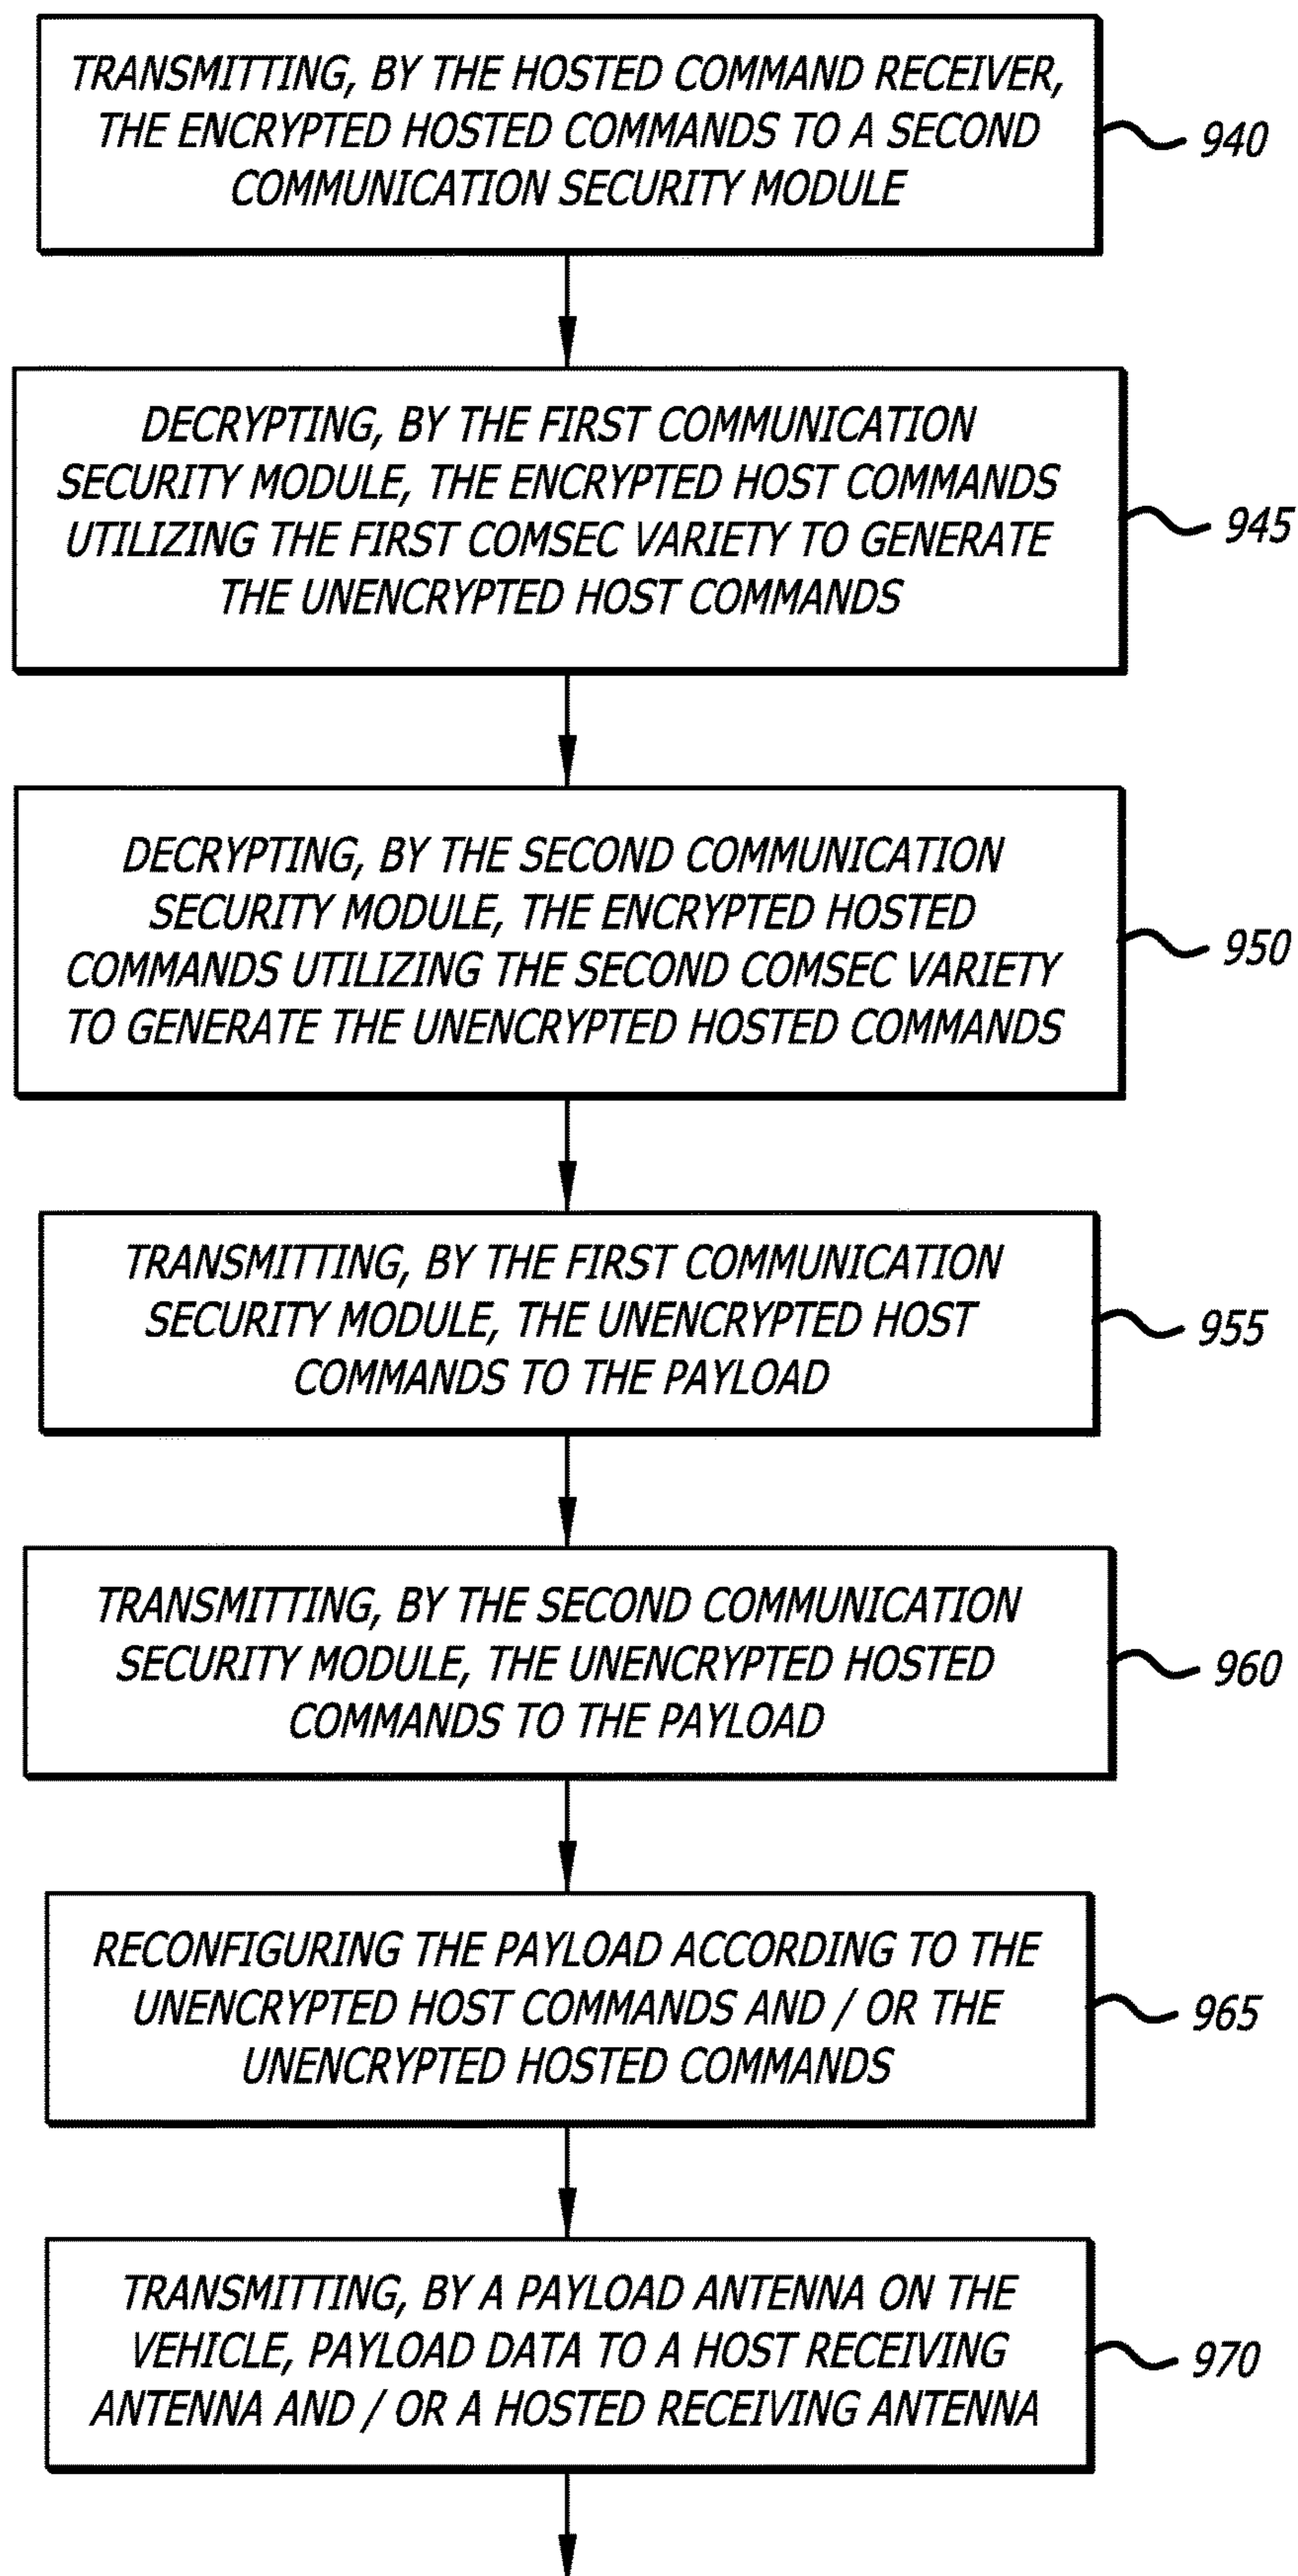 TRANSMITTING, BY THE HOSTED COMMAND RECEIVER,
THE ENCRYPTED HOSTED COMMANDS TO A SECOND
COMMUNICATION SECURITY MODULE
940
DECRYPTING, BY THE FIRST COMMUNICATION
SECURITY MODULE, THE ENCRYPTED HOST COMMANDS
UTILIZING THE FIRST COMSEC VARIETY TO GENERATE
THE UNENCRYPTED HOST COMMANDS
945
DECRYPTING, BY THE SECOND COMMUNICATION
SECURITY MODULE, THE ENCRYPTED HOSTED
COMMANDS UTILIZING THE SECOND COMSEC VARIETY
TO GENERATE THE UNENCRYPTED HOSTED COMMANDS
950
TRANSMITTING, BY THE FIRST COMMUNICATION
SECURITY MODULE, THE UNENCRYPTED HOST
COMMANDS TO THE PAYLOAD
955
TRANSMITTING, BY THE SECOND COMMUNICATION
SECURITY MODULE, THE UNENCRYPTED HOSTED
COMMANDS TO THE PAYLOAD
960
RECONFIGURING THE PAYLOAD ACCORDING TO THE
UNENCRYPTED HOST COMMANDS AND / OR THE
UNENCRYPTED HOSTED COMMANDS
965
TRANSMITTING, BY A PAYLOAD ANTENNA ON THE
VEHICLE, PAYLOAD DATA TO A HOST RECEIVING
ANTENNA AND / OR A HOSTED RECEIVING ANTENNA
970